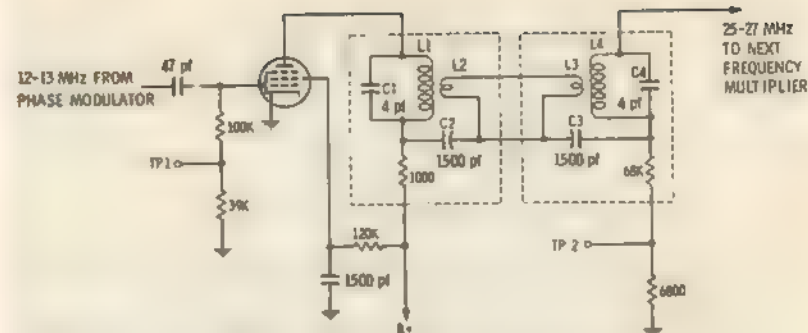 12-13 MHz FROM
PHASE MODULATOR
47 pf
100K
TP1
39K
120K
1500 pf
B+
L1
C1
4 pf
L2
C2
1500 pf
1000
L3
L4
C3
1500 pf
C4
4 pf
68K
TP 2
6800
25-27 MHz
TO NEXT
FREQUENCY
MULTIPLIER